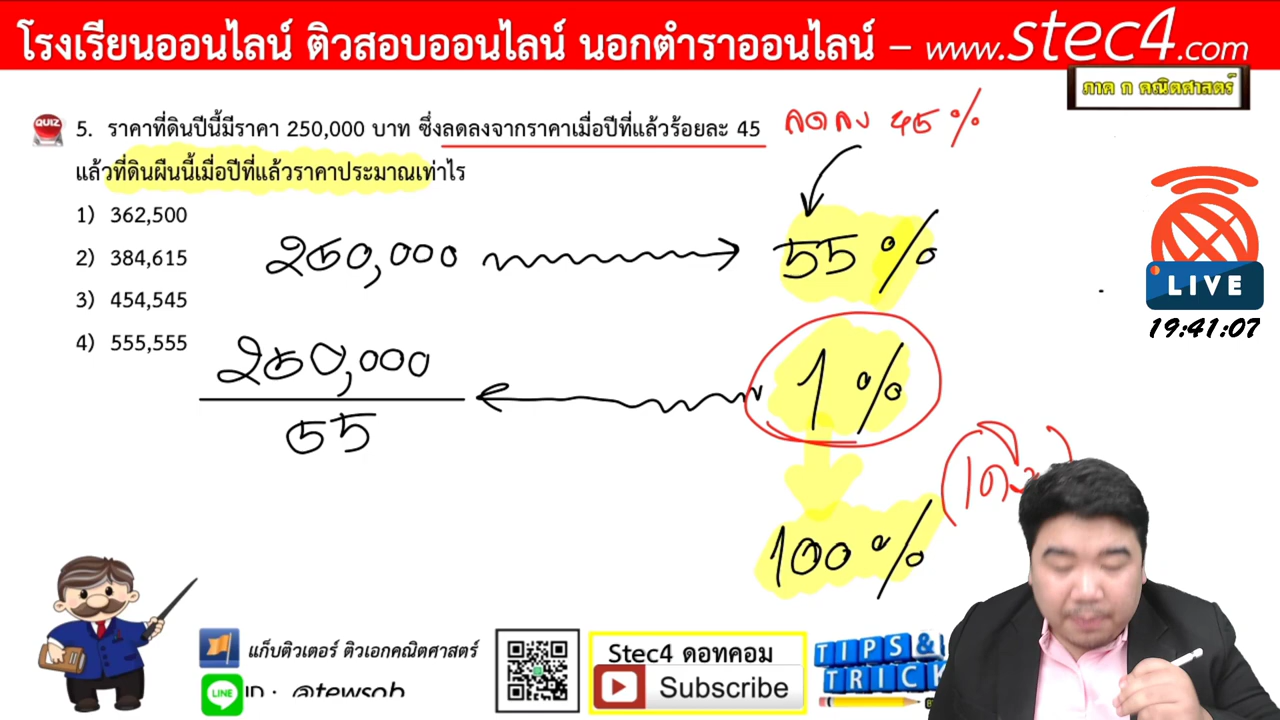 โรงเรียนออนไลน์ ติวสอบออนไลน์ นอกตำราออนไลน์ – www.stec4.com
ภาค ก คณิตศาสตร์
QUIZ
5. ราคาที่ดินปีนี้มีราคา 250,000 บาท ซึ่งลดลงจากราคาเมื่อปีที่แล้วร้อยละ 45
ลดลง 45 %
แล้วที่ดินผืนนี้เมื่อปีที่แล้วราคาประมาณเท่าไร
1) 362,500
2) 384,615
3) 454,545
4) 555,555
250,000
55 %
LIVE
19:41:07
250,000
55
1 %
100 %
แก็บติวเตอร์ ติวเอกคณิตศาสตร์
LINE
ID : @tewsob
Stec4 ดอทคอม
Subscribe
TIPS &
TRICK